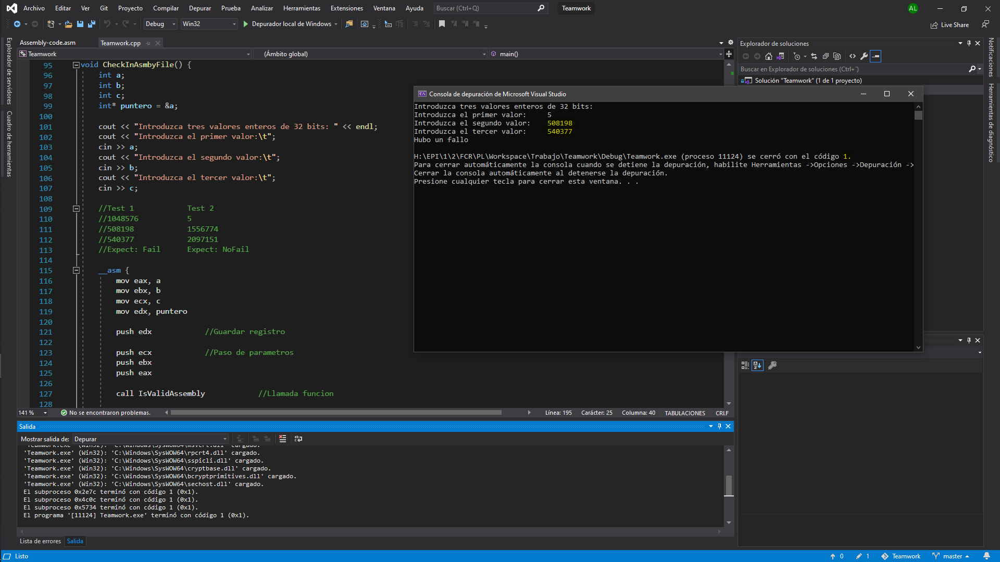 Archivo Editar Ver Git Proyecto Compilar Depurar Prueba Analizar Herramientas Extensiones Ventana Ayuda Buscar (Ctrl+Q) Teamwork AL
Debug Win32 Depurador local de Windows Live Share
Explorador de servidores
Cuadro de herramientas
Assembly-code.asm Teamwork.cpp
Teamwork (Ámbito global) main()
95 void CheckInAsmbyFile() {
96 int a;
97 int b;
98 int c;
99 int* puntero = &a;
100
101 cout << "Introduzca tres valores enteros de 32 bits: " << endl;
102 cout << "Introduzca el primer valor:\t";
103 cin >> a;
104 cout << "Introduzca el segundo valor:\t";
105 cin >> b;
106 cout << "Introduzca el tercer valor:\t";
107 cin >> c;
108
109 //Test 1 Test 2
110 //1048576 5
111 //508198 1556774
112 //540377 2097151
113 //Expect: Fail Expect: NoFail
114
115 __asm {
116 mov eax, a
117 mov ebx, b
118 mov ecx, c
119 mov edx, puntero
120
121 push edx //Guardar registro
122
123 push ecx //Paso de parametros
124 push ebx
125 push eax
126
127 call IsValidAssembly //Llamada funcion
128
141 % No se encontraron problemas. Línea: 195 Carácter: 25 Columna: 40 TABULACIONES CRLF
Consola de depuración de Microsoft Visual Studio
Introduzca tres valores enteros de 32 bits:
Introduzca el primer valor: 5
Introduzca el segundo valor: 508198
Introduzca el tercer valor: 540377
Hubo un fallo
H:\EPI\1\2\FCR\PL\Workspace\Trabajo\Teamwork\Debug\Teamwork.exe (proceso 11124) se cerró con el código 1.
Para cerrar automáticamente la consola cuando se detiene la depuración, habilite Herramientas ->Opciones ->Depuración ->
Cerrar la consola automáticamente al detenerse la depuración.
Presione cualquier tecla para cerrar esta ventana. . .
Explorador de soluciones
Buscar en Explorador de soluciones (Ctrl+`)
Solución "Teamwork" (1 de 1 proyecto)
Notificaciones
Herramientas de diagnóstico
Salida
Mostrar salida de: Depurar
'Teamwork.exe' (Win32): 'C:\Windows\SysWOW64\msvcrt.dll' cargado.
'Teamwork.exe' (Win32): 'C:\Windows\SysWOW64\rpcrt4.dll' cargado.
'Teamwork.exe' (Win32): 'C:\Windows\SysWOW64\sspicli.dll' cargado.
'Teamwork.exe' (Win32): 'C:\Windows\SysWOW64\cryptbase.dll' cargado.
'Teamwork.exe' (Win32): 'C:\Windows\SysWOW64\bcryptprimitives.dll' cargado.
'Teamwork.exe' (Win32): 'C:\Windows\SysWOW64\sechost.dll' cargado.
El subproceso 0x2e7c terminó con código 1 (0x1).
El subproceso 0x4c0c terminó con código 1 (0x1).
El subproceso 0x5734 terminó con código 1 (0x1).
El programa '[11124] Teamwork.exe' terminó con código 1 (0x1).
Lista de errores Salida
Listo 0 1 Teamwork master